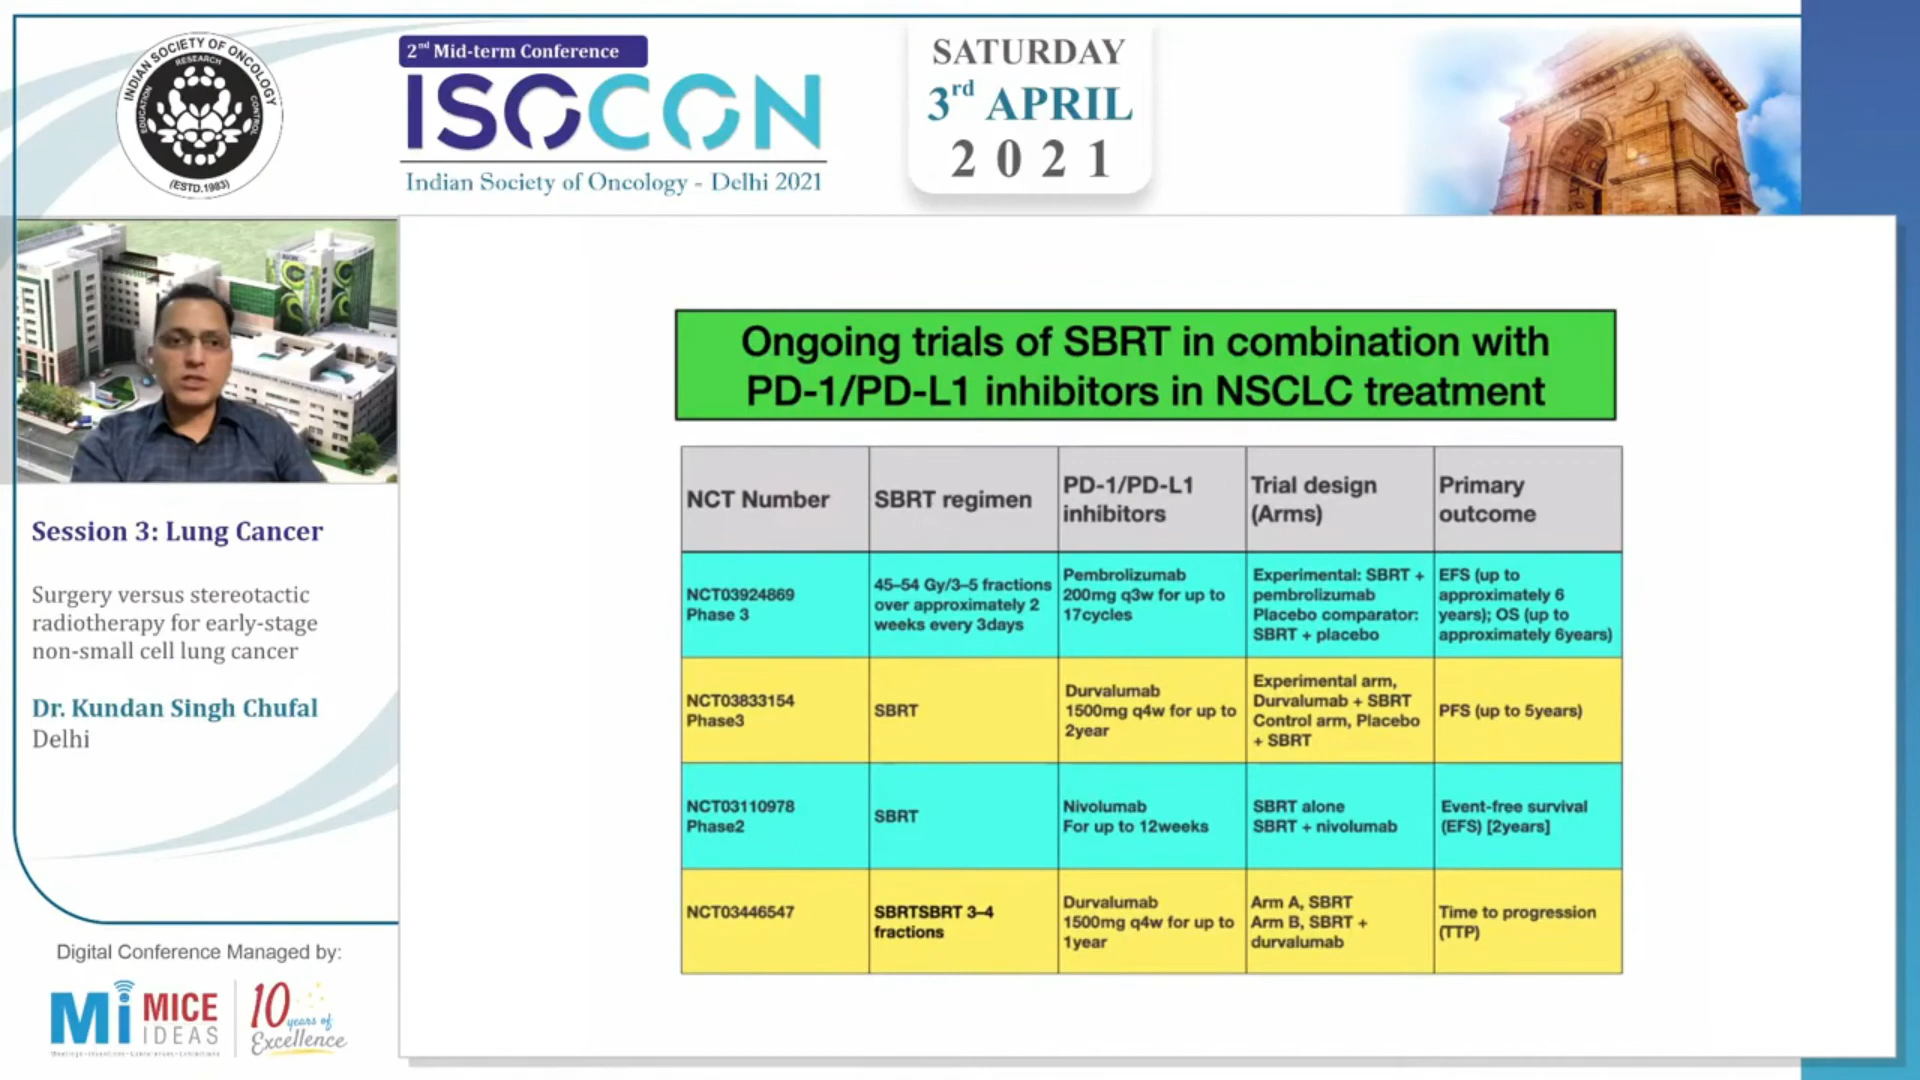 INDIAN SOCIETY OF ONCOLOGY
RESEARCH
EDUCATION
CONTROL
(ESTD.1983)
2nd Mid-term Conference
ISOCON
Indian Society of Oncology - Delhi 2021
SATURDAY
3rd APRIL
2021
Session 3: Lung Cancer
Surgery versus stereotactic
radiotherapy for early-stage
non-small cell lung cancer
Dr. Kundan Singh Chufal
Delhi
Digital Conference Managed by:
Mi MICE
IDEAS
10
years of
Excellence
Ongoing trials of SBRT in combination with
PD-1/PD-L1 inhibitors in NSCLC treatment
NCT Number
SBRT regimen
PD-1/PD-L1
inhibitors
Trial design
(Arms)
Primary
outcome
NCT03924869
Phase 3
45–54 Gy/3–5 fractions
over approximately 2
weeks every 3days
Pembrolizumab
200mg q3w for up to
17cycles
Experimental: SBRT +
pembrolizumab
Placebo comparator:
SBRT + placebo
EFS (up to
approximately 6
years); OS (up to
approximately 6years)
NCT03833154
Phase3
SBRT
Durvalumab
1500mg q4w for up to
2year
Experimental arm,
Durvalumab + SBRT
Control arm, Placebo
+ SBRT
PFS (up to 5years)
NCT03110978
Phase2
SBRT
Nivolumab
For up to 12weeks
SBRT alone
SBRT + nivolumab
Event-free survival
(EFS) [2years]
NCT03446547
SBRTSBRT 3–4
fractions
Durvalumab
1500mg q4w for up to
1year
Arm A, SBRT
Arm B, SBRT +
durvalumab
Time to progression
(TTP)